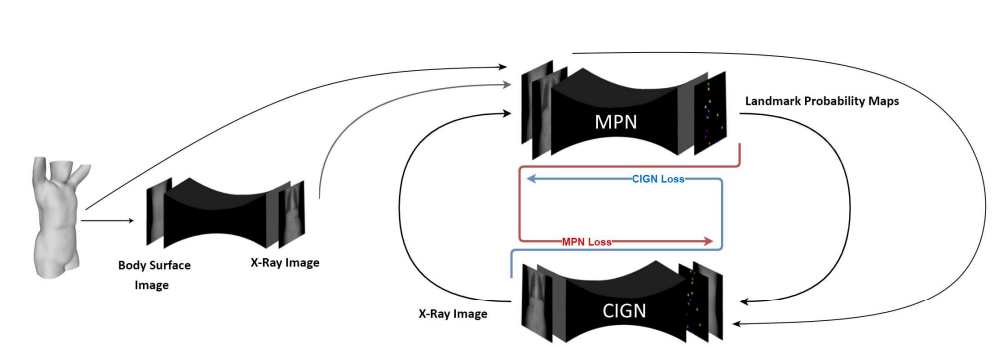 MPN
Landmark Probability Maps
CIGN Loss
MPN Loss
Body Surface
Image
X-Ray Image
X-Ray Image
CIGN